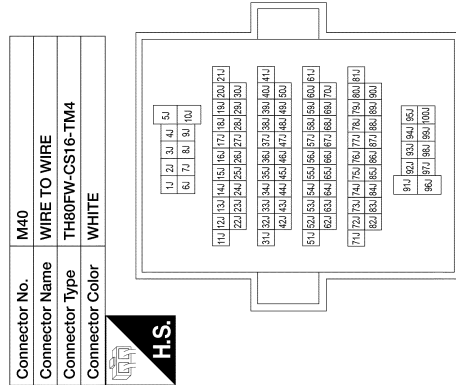 Connector No. M40
Connector Name WIRE TO WIRE
Connector Type TH80FW-CS16-TM4
Connector Color WHITE
H.S.
1J 2J 3J 4J 5J
6J 7J 8J 9J 10J
11J 12J 13J 14J 15J 16J 17J 18J 19J 20J 21J
22J 23J 24J 25J 26J 27J 28J 29J 30J
31J 32J 33J 34J 35J 36J 37J 38J 39J 40J 41J
42J 43J 44J 45J 46J 47J 48J 49J 50J
51J 52J 53J 54J 55J 56J 57J 58J 59J 60J 61J
62J 63J 64J 65J 66J 67J 68J 69J 70J
71J 72J 73J 74J 75J 76J 77J 78J 79J 80J 81J
82J 83J 84J 85J 86J 87J 88J 89J 90J
91J 92J 93J 94J 95J
96J 97J 98J 99J 100J